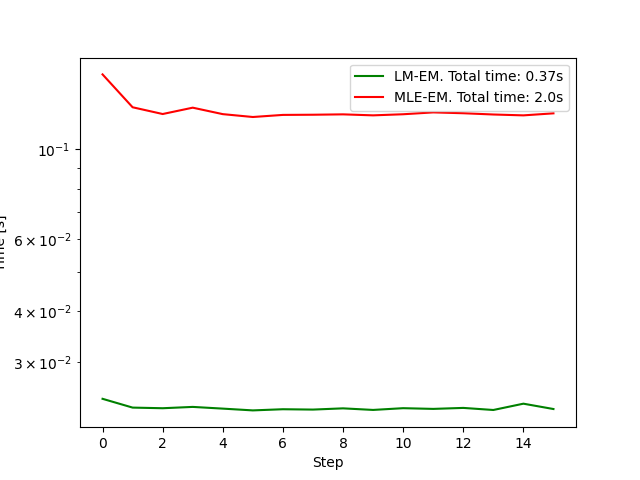 LM-EM. Total time: 0.37s
MLE-EM. Total time: 2.0s
10⁻¹
6 × 10⁻²
4 × 10⁻²
3 × 10⁻²
Time [s]
0 2 4 6 8 10 12 14
Step